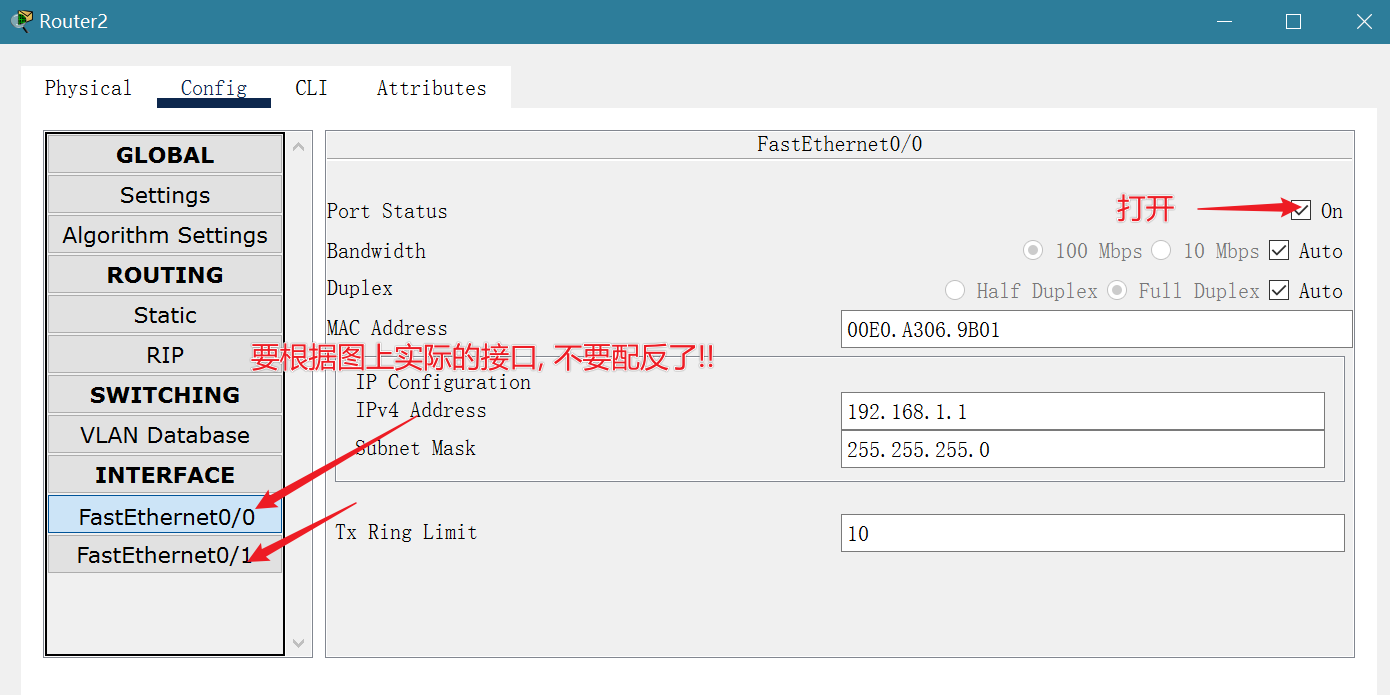 Router2
Physical Config CLI Attributes
GLOBAL
Settings
Algorithm Settings
ROUTING
Static
RIP
SWITCHING
VLAN Database
INTERFACE
FastEthernet0/0
FastEthernet0/1
FastEthernet0/0
Port Status 打开 On
Bandwidth 100 Mbps 10 Mbps Auto
Duplex Half Duplex Full Duplex Auto
MAC Address 00E0.A306.9B01
要根据图上实际的接口, 不要配反了!!
IP Configuration
IPv4 Address 192.168.1.1
Subnet Mask 255.255.255.0
Tx Ring Limit 10